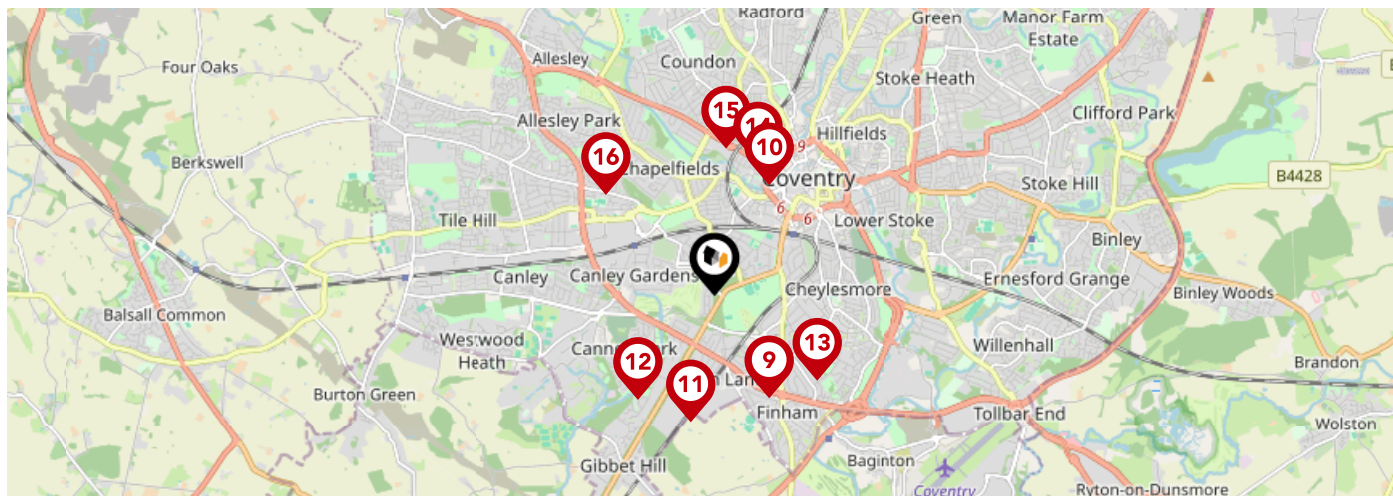 Radford
Green
Manor Farm
Estate
Allesley
Coundon
Four Oaks
Stoke Heath
15
14
10
9
Allesley Park
Hillfields
Clifford Park
16
Chapelfields
Berkswell
Coventry
Stoke Hill
B4428
6
6
Tile Hill
Lower Stoke
Binley
Canley
Canley Gardens
Ernesford Grange
Cheylesmore
Binley Woods
Balsall Common
Westwood
Heath
12
11
9
13
Willenhall
Brandon
Burton Green
Finham
Tollbar End
Wolston
Gibbet Hill
Baginton
Coventry
Ryton-on-Dunsmore